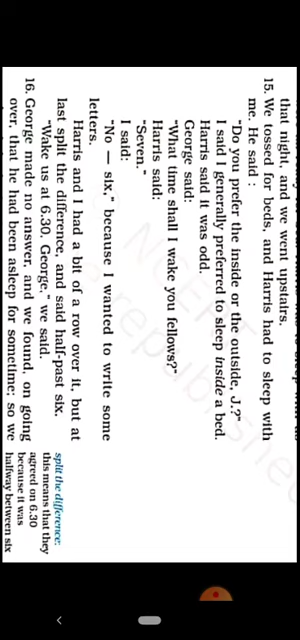 that night, and we went upstairs.
15. We tossed for beds, and Harris had to sleep with
me. He said :
"Do you prefer the inside or the outside, J.?"
I said I generally preferred to sleep inside a bed.
Harris said it was odd.
George said:
"What time shall I wake you fellows?"
Harris said:
"Seven."
I said:
"No — six," because I wanted to write some
letters.
Harris and I had a bit of a row over it, but at
last split the difference, and said half-past six.
"Wake us at 6.30, George," we said.
16. George made no answer, and we found, on going
over, that he had been asleep for sometime; so we
split the difference:
this means that they
agreed on 6.30
because it was
halfway between six